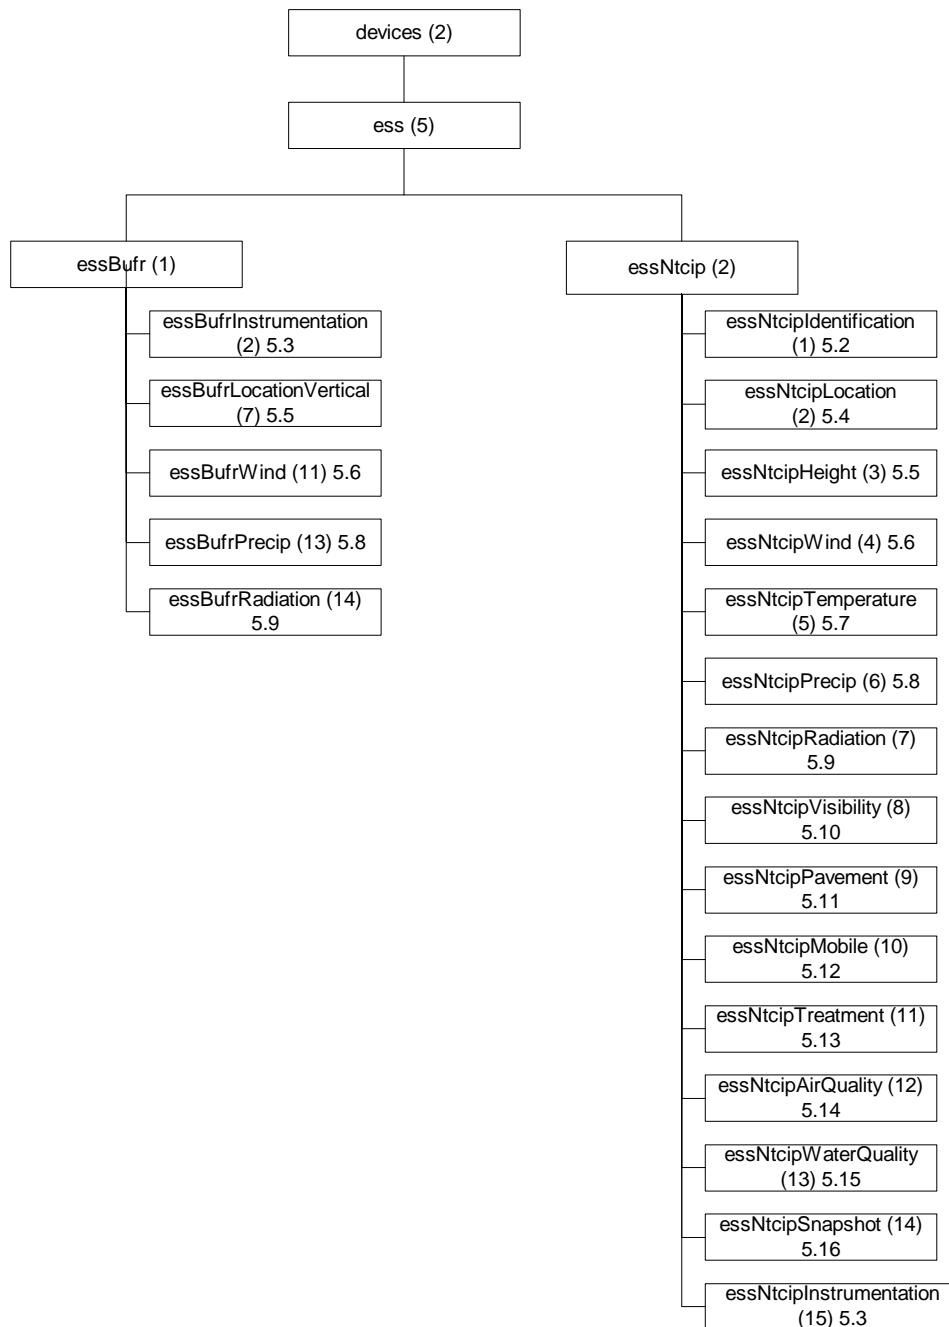 devices (2)
ess (5)
essBufr (1)
essBufrInstrumentation
(2) 5.3
essBufrLocationVertical
(7) 5.5
essBufrWind (11) 5.6
essBufrPrecip (13) 5.8
essBufrRadiation (14)
5.9
essNtcip (2)
essNtcipIdentification
(1) 5.2
essNtcipLocation
(2) 5.4
essNtcipHeight (3) 5.5
essNtcipWind (4) 5.6
essNtcipTemperature
(5) 5.7
essNtcipPrecip (6) 5.8
essNtcipRadiation (7)
5.9
essNtcipVisibility (8)
5.10
essNtcipPavement (9)
5.11
essNtcipMobile (10)
5.12
essNtcipTreatment (11)
5.13
essNtcipAirQuality (12)
5.14
essNtcipWaterQuality
(13) 5.15
essNtcipSnapshot (14)
5.16
essNtcipInstrumentation
(15) 5.3